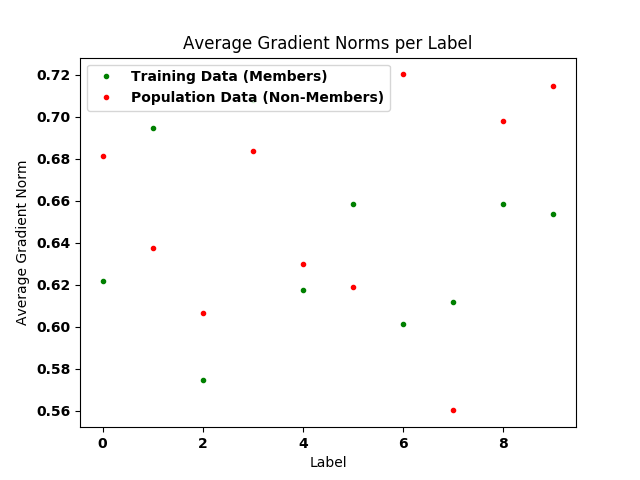 Average Gradient Norms per Label
Training Data (Members)
Population Data (Non-Members)
Average Gradient Norm
0.72
0.70
0.68
0.66
0.64
0.62
0.60
0.58
0.56
0 2 4 6 8
Label